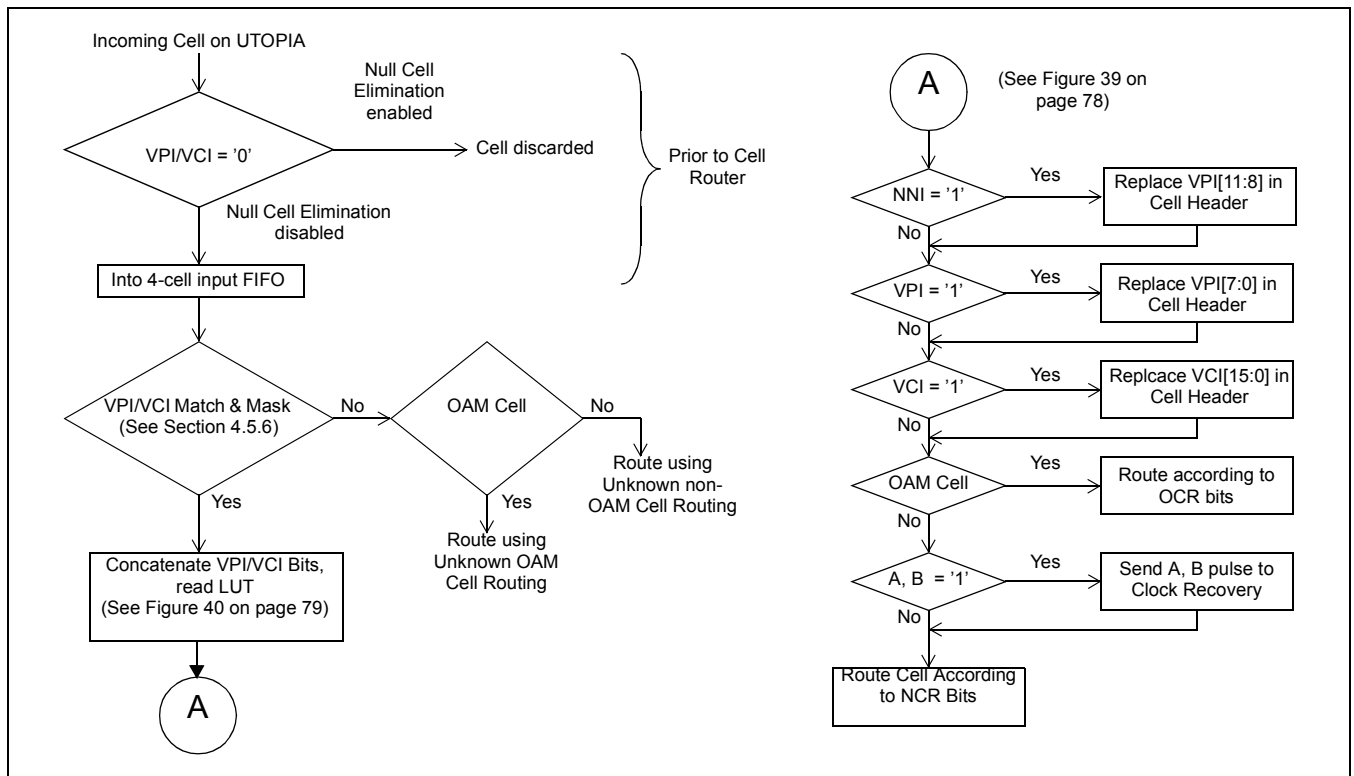 Incoming Cell on UTOPIA
Null Cell
Elimination
enabled
VPI/VCI = '0'
Cell discarded
Prior to Cell
Router
Null Cell Elimination
disabled
Into 4-cell input FIFO
VPI/VCI Match & Mask
(See Section 4.5.6)
No
OAM Cell
No
Route using
Unknown non-
OAM Cell Routing
Yes
Route using
Unknown OAM
Cell Routing
Yes
Concatenate VPI/VCI Bits,
read LUT
(See Figure 40 on page 79)
A
A
(See Figure 39 on
page 78)
NNI = '1'
Yes
Replace VPI[11:8] in
Cell Header
No
VPI = '1'
Yes
Replace VPI[7:0] in
Cell Header
No
VCI = '1'
Yes
Replcace VCI[15:0] in
Cell Header
No
OAM Cell
Yes
Route according to
OCR bits
No
A, B = '1'
Yes
Send A, B pulse to
Clock Recovery
No
Route Cell According
to NCR Bits